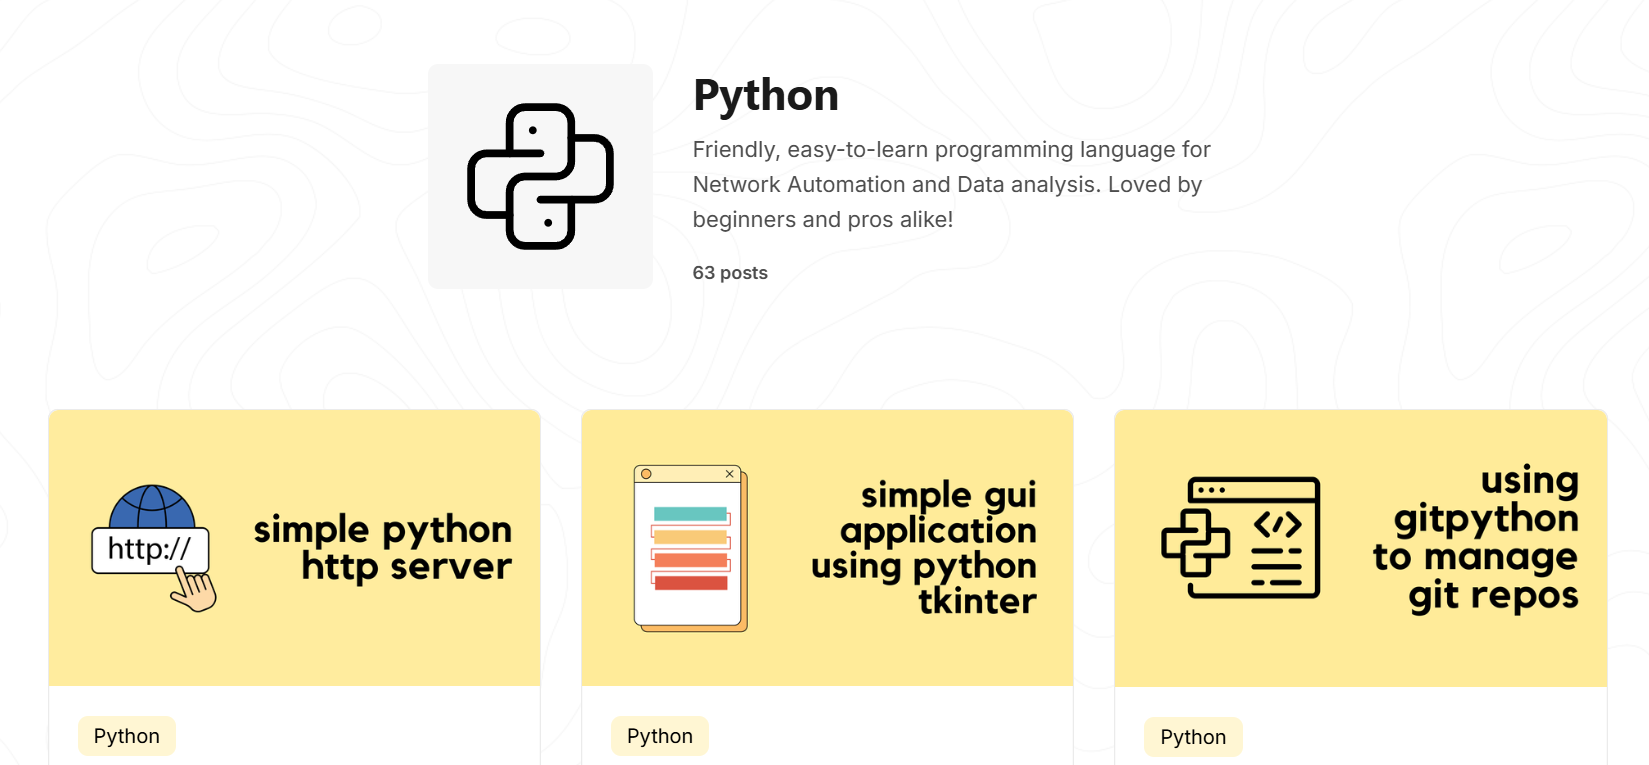 Python
Friendly, easy-to-learn programming language for
Network Automation and Data analysis. Loved by
beginners and pros alike!
63 posts
http://
simple python
http server
simple gui
application
using python
tkinter
using
gitpython
to manage
git repos
Python
Python
Python